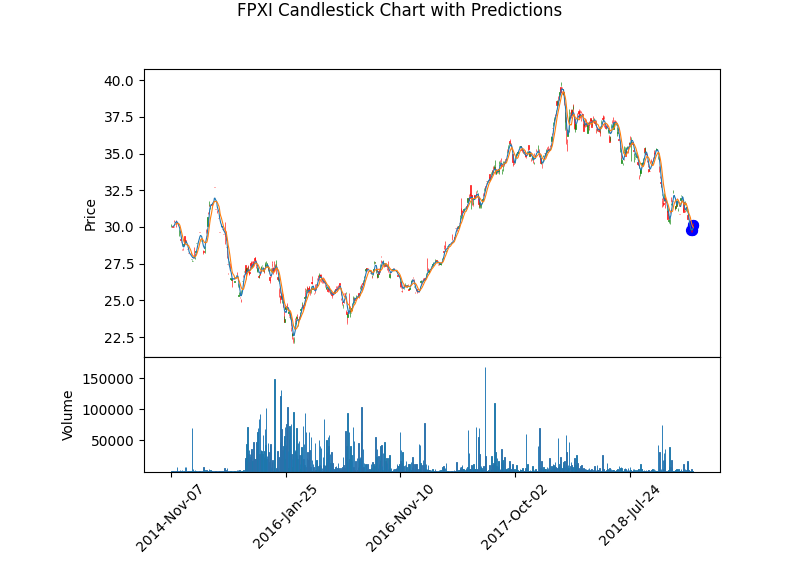 FPXI Candlestick Chart with Predictions
40.0
37.5
35.0
32.5
30.0
27.5
25.0
22.5
Price
150000
100000
50000
Volume
2014-Nov-07
2016-Jan-25
2016-Nov-10
2017-Oct-02
2018-Jul-24